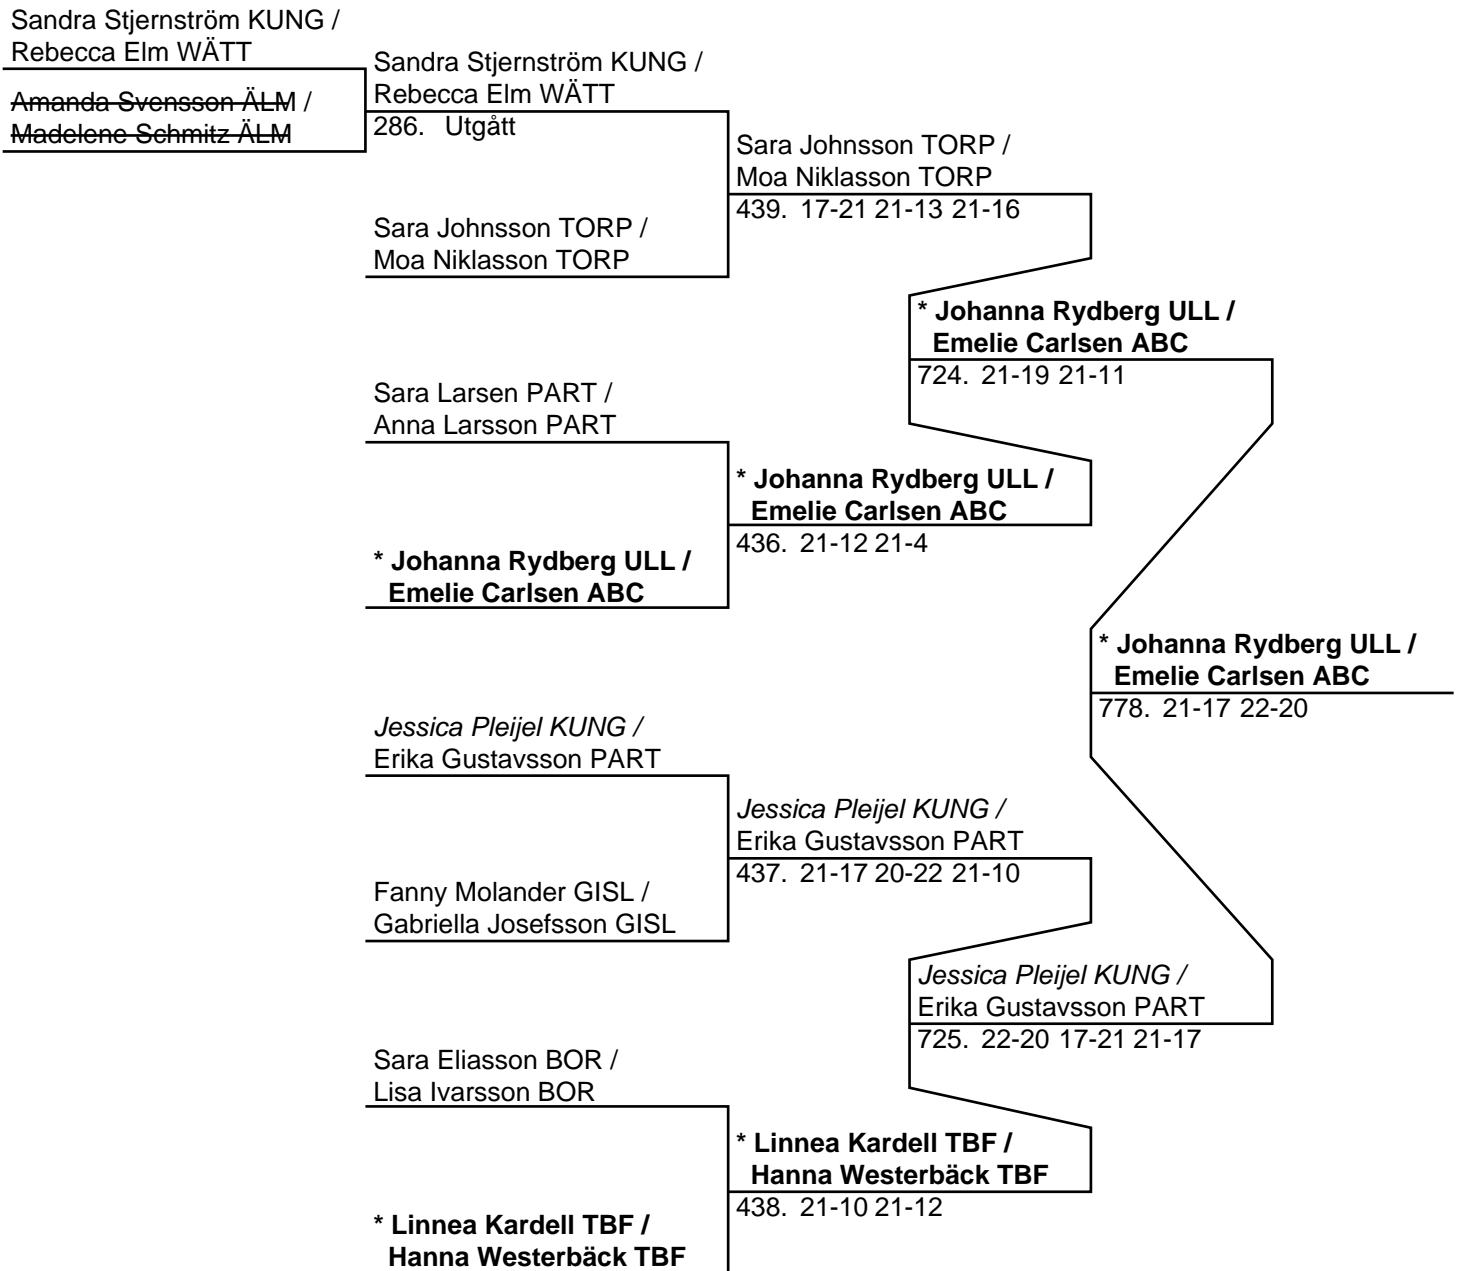 Sandra Stjernström KUNG /
Rebecca Elm WÄTT
Amanda Svensson ÄLM /
Madelene Schmitz ÄLM
Sandra Stjernström KUNG /
Rebecca Elm WÄTT
286. Utgått
Sara Johnsson TORP /
Moa Niklasson TORP
Sara Johnsson TORP /
Moa Niklasson TORP
439. 17-21 21-13 21-16
Sara Larsen PART /
Anna Larsson PART
* Johanna Rydberg ULL /
Emelie Carlsen ABC
* Johanna Rydberg ULL /
Emelie Carlsen ABC
436. 21-12 21-4
* Johanna Rydberg ULL /
Emelie Carlsen ABC
724. 21-19 21-11
Jessica Pleijel KUNG /
Erika Gustavsson PART
Fanny Molander GISL /
Gabriella Josefsson GISL
Jessica Pleijel KUNG /
Erika Gustavsson PART
437. 21-17 20-22 21-10
Sara Eliasson BOR /
Lisa Ivarsson BOR
* Linnea Kardell TBF /
Hanna Westerbäck TBF
* Linnea Kardell TBF /
Hanna Westerbäck TBF
438. 21-10 21-12
Jessica Pleijel KUNG /
Erika Gustavsson PART
725. 22-20 17-21 21-17
* Johanna Rydberg ULL /
Emelie Carlsen ABC
778. 21-17 22-20